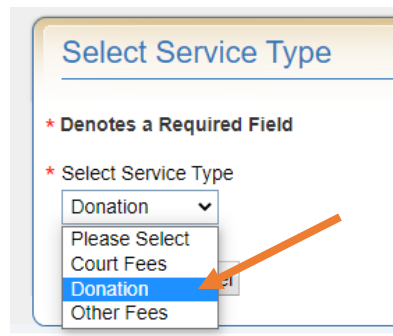 Select Service Type
* Denotes a Required Field
* Select Service Type
Donation
Please Select
Court Fees
Donation
Other Fees